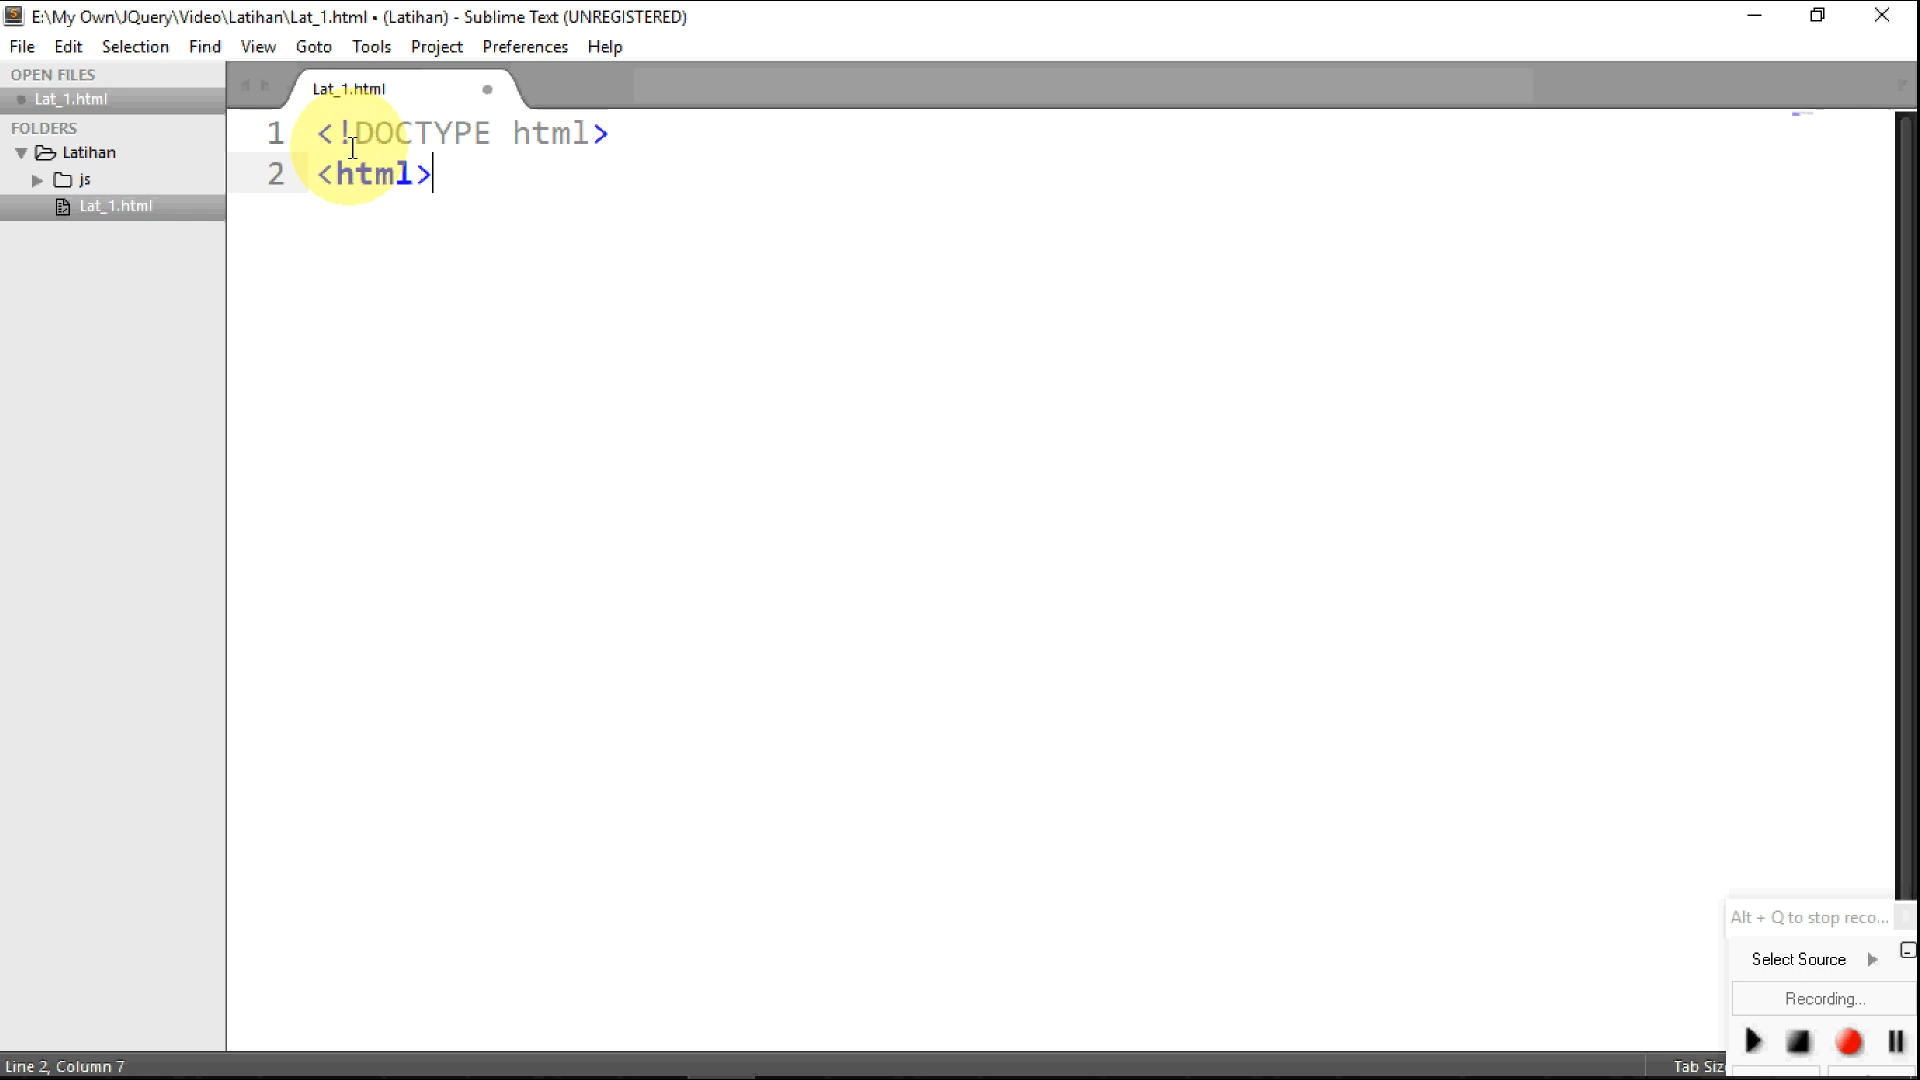 E:\My Own\JQuery\Video\Latihan\Lat_1.html • (Latihan) - Sublime Text (UNREGISTERED)
File Edit Selection Find View Goto Tools Project Preferences Help
OPEN FILES
Lat_1.html
FOLDERS
Latihan
js
Lat_1.html
Lat_1.html
1 <!DOCTYPE html>
2 <html>
Alt + Q to stop reco...
Select Source
Recording...
Line 2, Column 7
Tab Siz